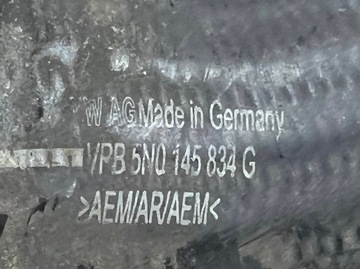 W AG Made in Germany
VPB 5N0 145 834 G
>AEM/AR/AEM<